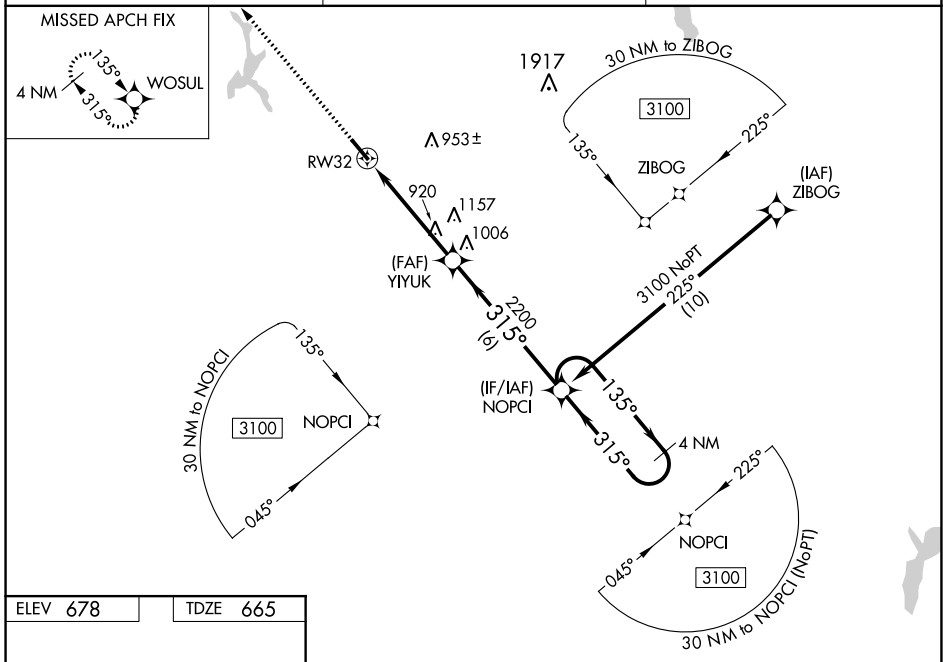 MISSED APCH FIX
135°
WOSUL
4 NM
315°
1917
30 NM to ZIBOG
3100
135°
225°
ZIBOG
(IAF)
ZIBOG
953±
RW32
920
1157
1006
(FAF)
YIYUK
3100 NoPT
225°
(10)
2200
315°
(6)
(IF/IAF)
NOPCI
135°
315°
4 NM
30 NM to NOPCI
135°
3100
NOPCI
045°
225°
NOPCI
045°
3100
30 NM to NOPCI (NoPT)
ELEV 678
TDZE 665